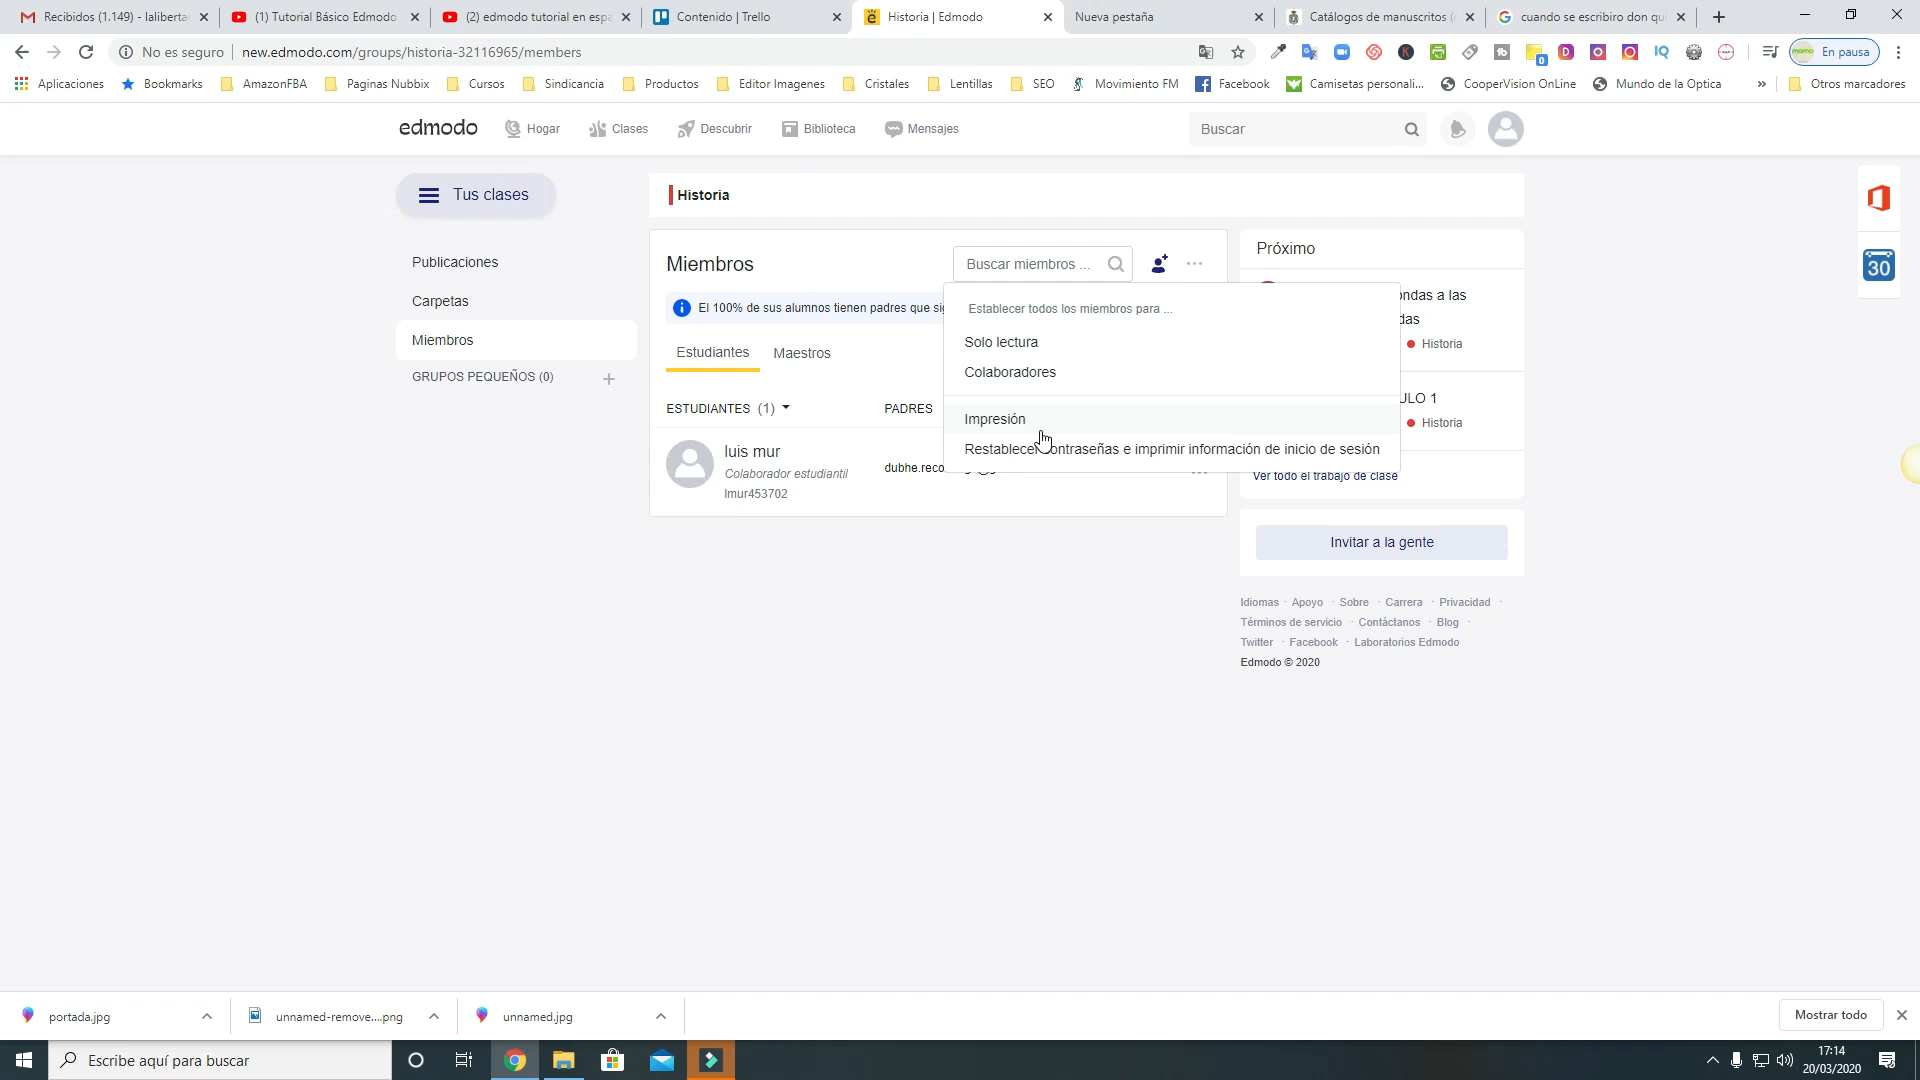 Recibidos (1.149) - laliberta
(1) Tutorial Básico Edmodo
(2) edmodo tutorial en espa
Contenido | Trello
Historia | Edmodo
Nueva pestaña
Catálogos de manuscritos (
cuando se escribiro don qui
No es seguro
new.edmodo.com/groups/historia-32116965/members
En pausa
Aplicaciones
Bookmarks
AmazonFBA
Paginas Nubbix
Cursos
Sindicancia
Productos
Editor Imagenes
Cristales
Lentillas
SEO
Movimiento FM
Facebook
Camisetas personali...
CooperVision OnLine
Mundo de la Optica
»
Otros marcadores
edmodo
Hogar
Clases
Descubrir
Biblioteca
Mensajes
Buscar
Tus clases
Publicaciones
Carpetas
Miembros
GRUPOS PEQUEÑOS (0)
Historia
Miembros
Buscar miembros ...
El 100% de sus alumnos tienen padres que si
Estudiantes
Maestros
ESTUDIANTES (1)
PADRES
luis mur
Colaborador estudiantil
lmur453702
dubhe.reco
Establecer todos los miembros para ...
Solo lectura
Colaboradores
Impresión
Restablecer contraseñas e imprimir información de inicio de sesión
Próximo
ondas a las
das
Historia
ULO 1
Historia
Ver todo el trabajo de clase
Invitar a la gente
Idiomas · Apoyo · Sobre · Carrera · Privacidad ·
Términos de servicio · Contáctanos · Blog ·
Twitter · Facebook · Laboratorios Edmodo
Edmodo © 2020
30
portada.jpg
unnamed-remove....png
unnamed.jpg
Mostrar todo
Escribe aquí para buscar
17:14
20/03/2020